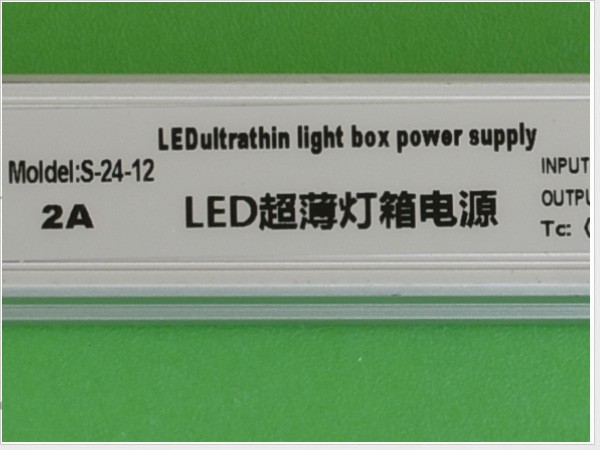 LEDultrathin light box power supply
Moldel:S-24-12
2A
LED超薄灯箱电源
INPUT
OUTPU
Tc: